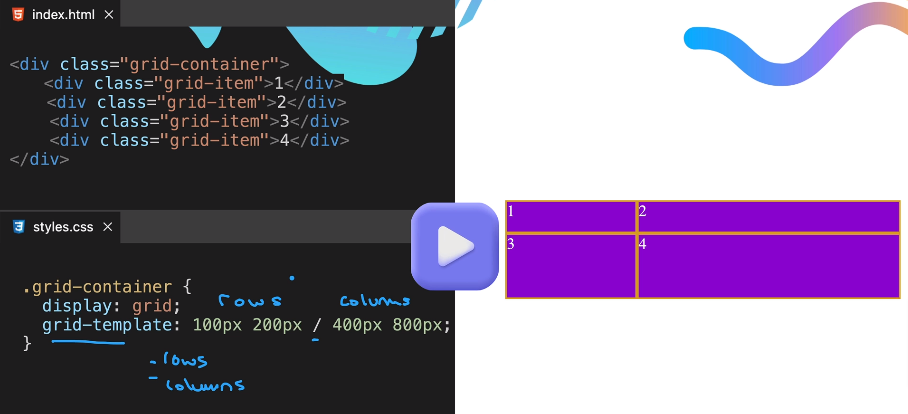 index.html
<div class="grid-container">
<div class="grid-item">1</div>
<div class="grid-item">2</div>
<div class="grid-item">3</div>
<div class="grid-item">4</div>
</div>
styles.css
.grid-container {
display: grid;
rows colums
grid-template: 100px 200px / 400px 800px;
}
- rows
- columns
1 2
3 4